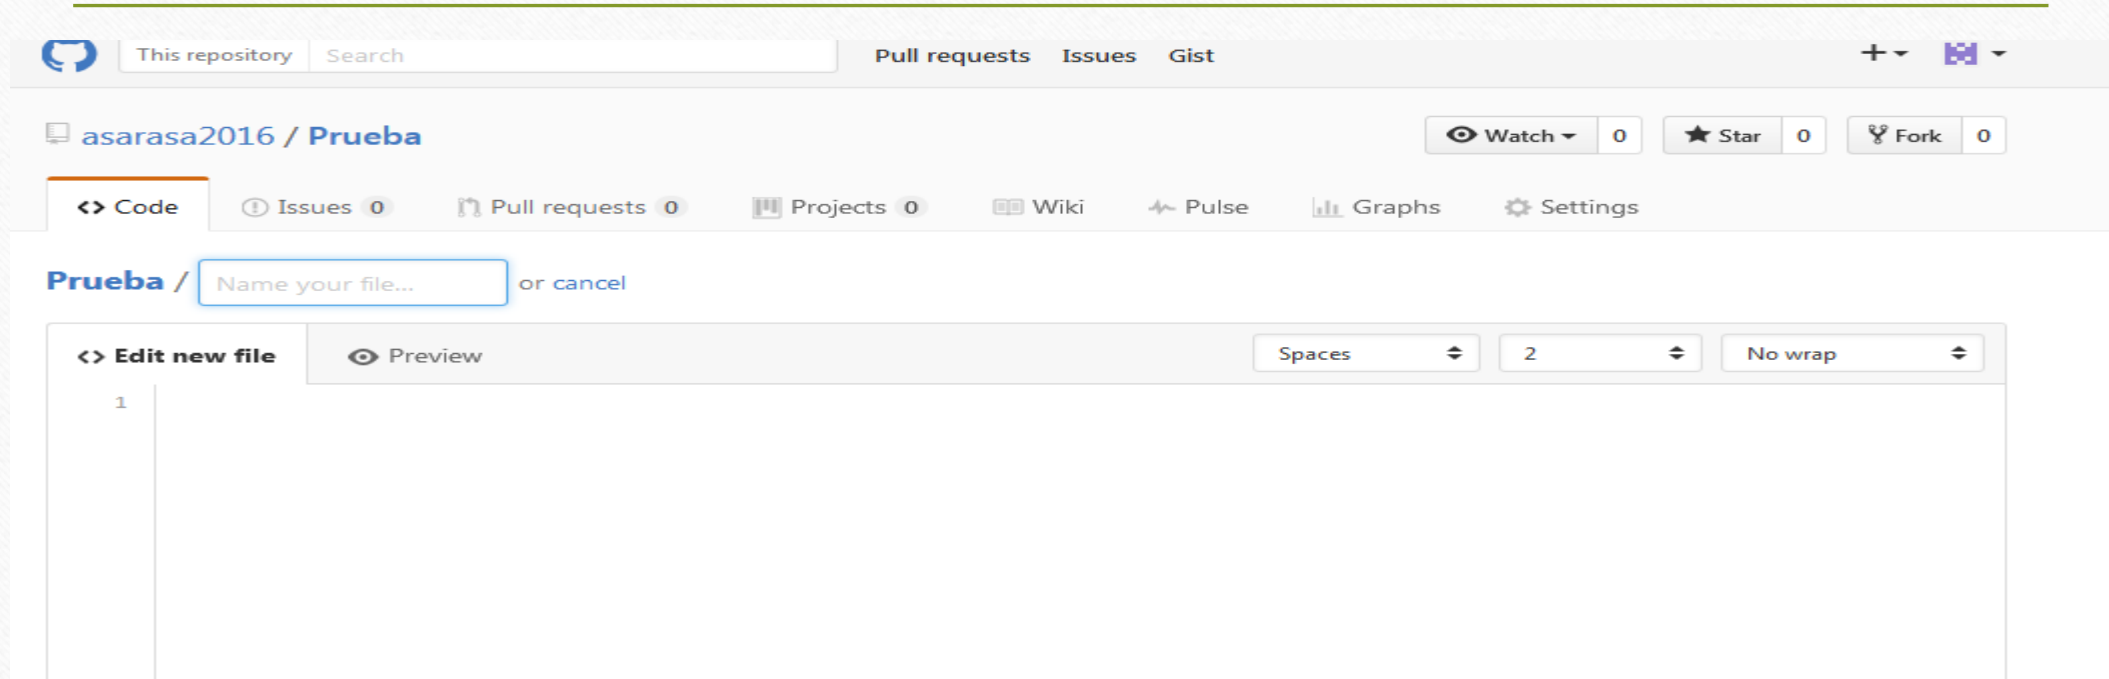 This repository Search Pull requests Issues Gist
asarasa2016 / Prueba Watch 0 Star 0 Fork 0
<> Code Issues 0 Pull requests 0 Projects 0 Wiki Pulse Graphs Settings
Prueba / Name your file... or cancel
<> Edit new file Preview Spaces 2 No wrap
1